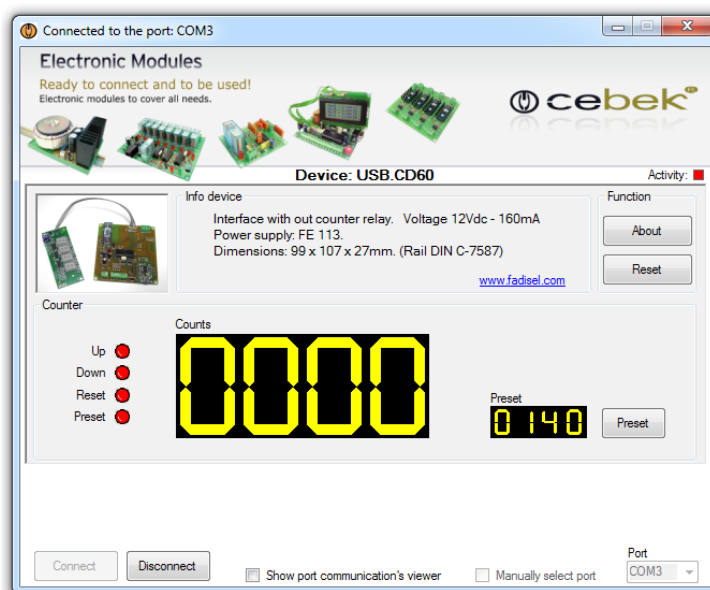 Connected to the port: COM3
Electronic Modules
Ready to connect and to be used!
Electronic modules to cover all needs.
cebek
Device: USB.CD60
Activity:
Info device
Interface with out counter relay. Voltage 12Vdc - 160mA
Power supply: FE 113.
Dimensions: 99 x 107 x 27mm. (Rail DIN C-7587)
www.fadisel.com
Function
About
Reset
Counter
Counts
Up
Down
Reset
Preset
0000
Preset
0140
Preset
Connect
Disconnect
Show port communication's viewer
Manually select port
Port
COM3